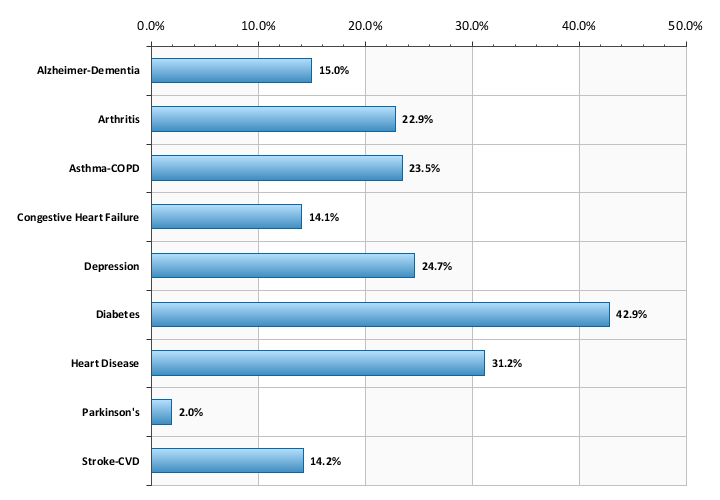 0.0% 10.0% 20.0% 30.0% 40.0% 50.0%
Alzheimer-Dementia 15.0%
Arthritis 22.9%
Asthma-COPD 23.5%
Congestive Heart Failure 14.1%
Depression 24.7%
Diabetes 42.9%
Heart Disease 31.2%
Parkinson's 2.0%
Stroke-CVD 14.2%